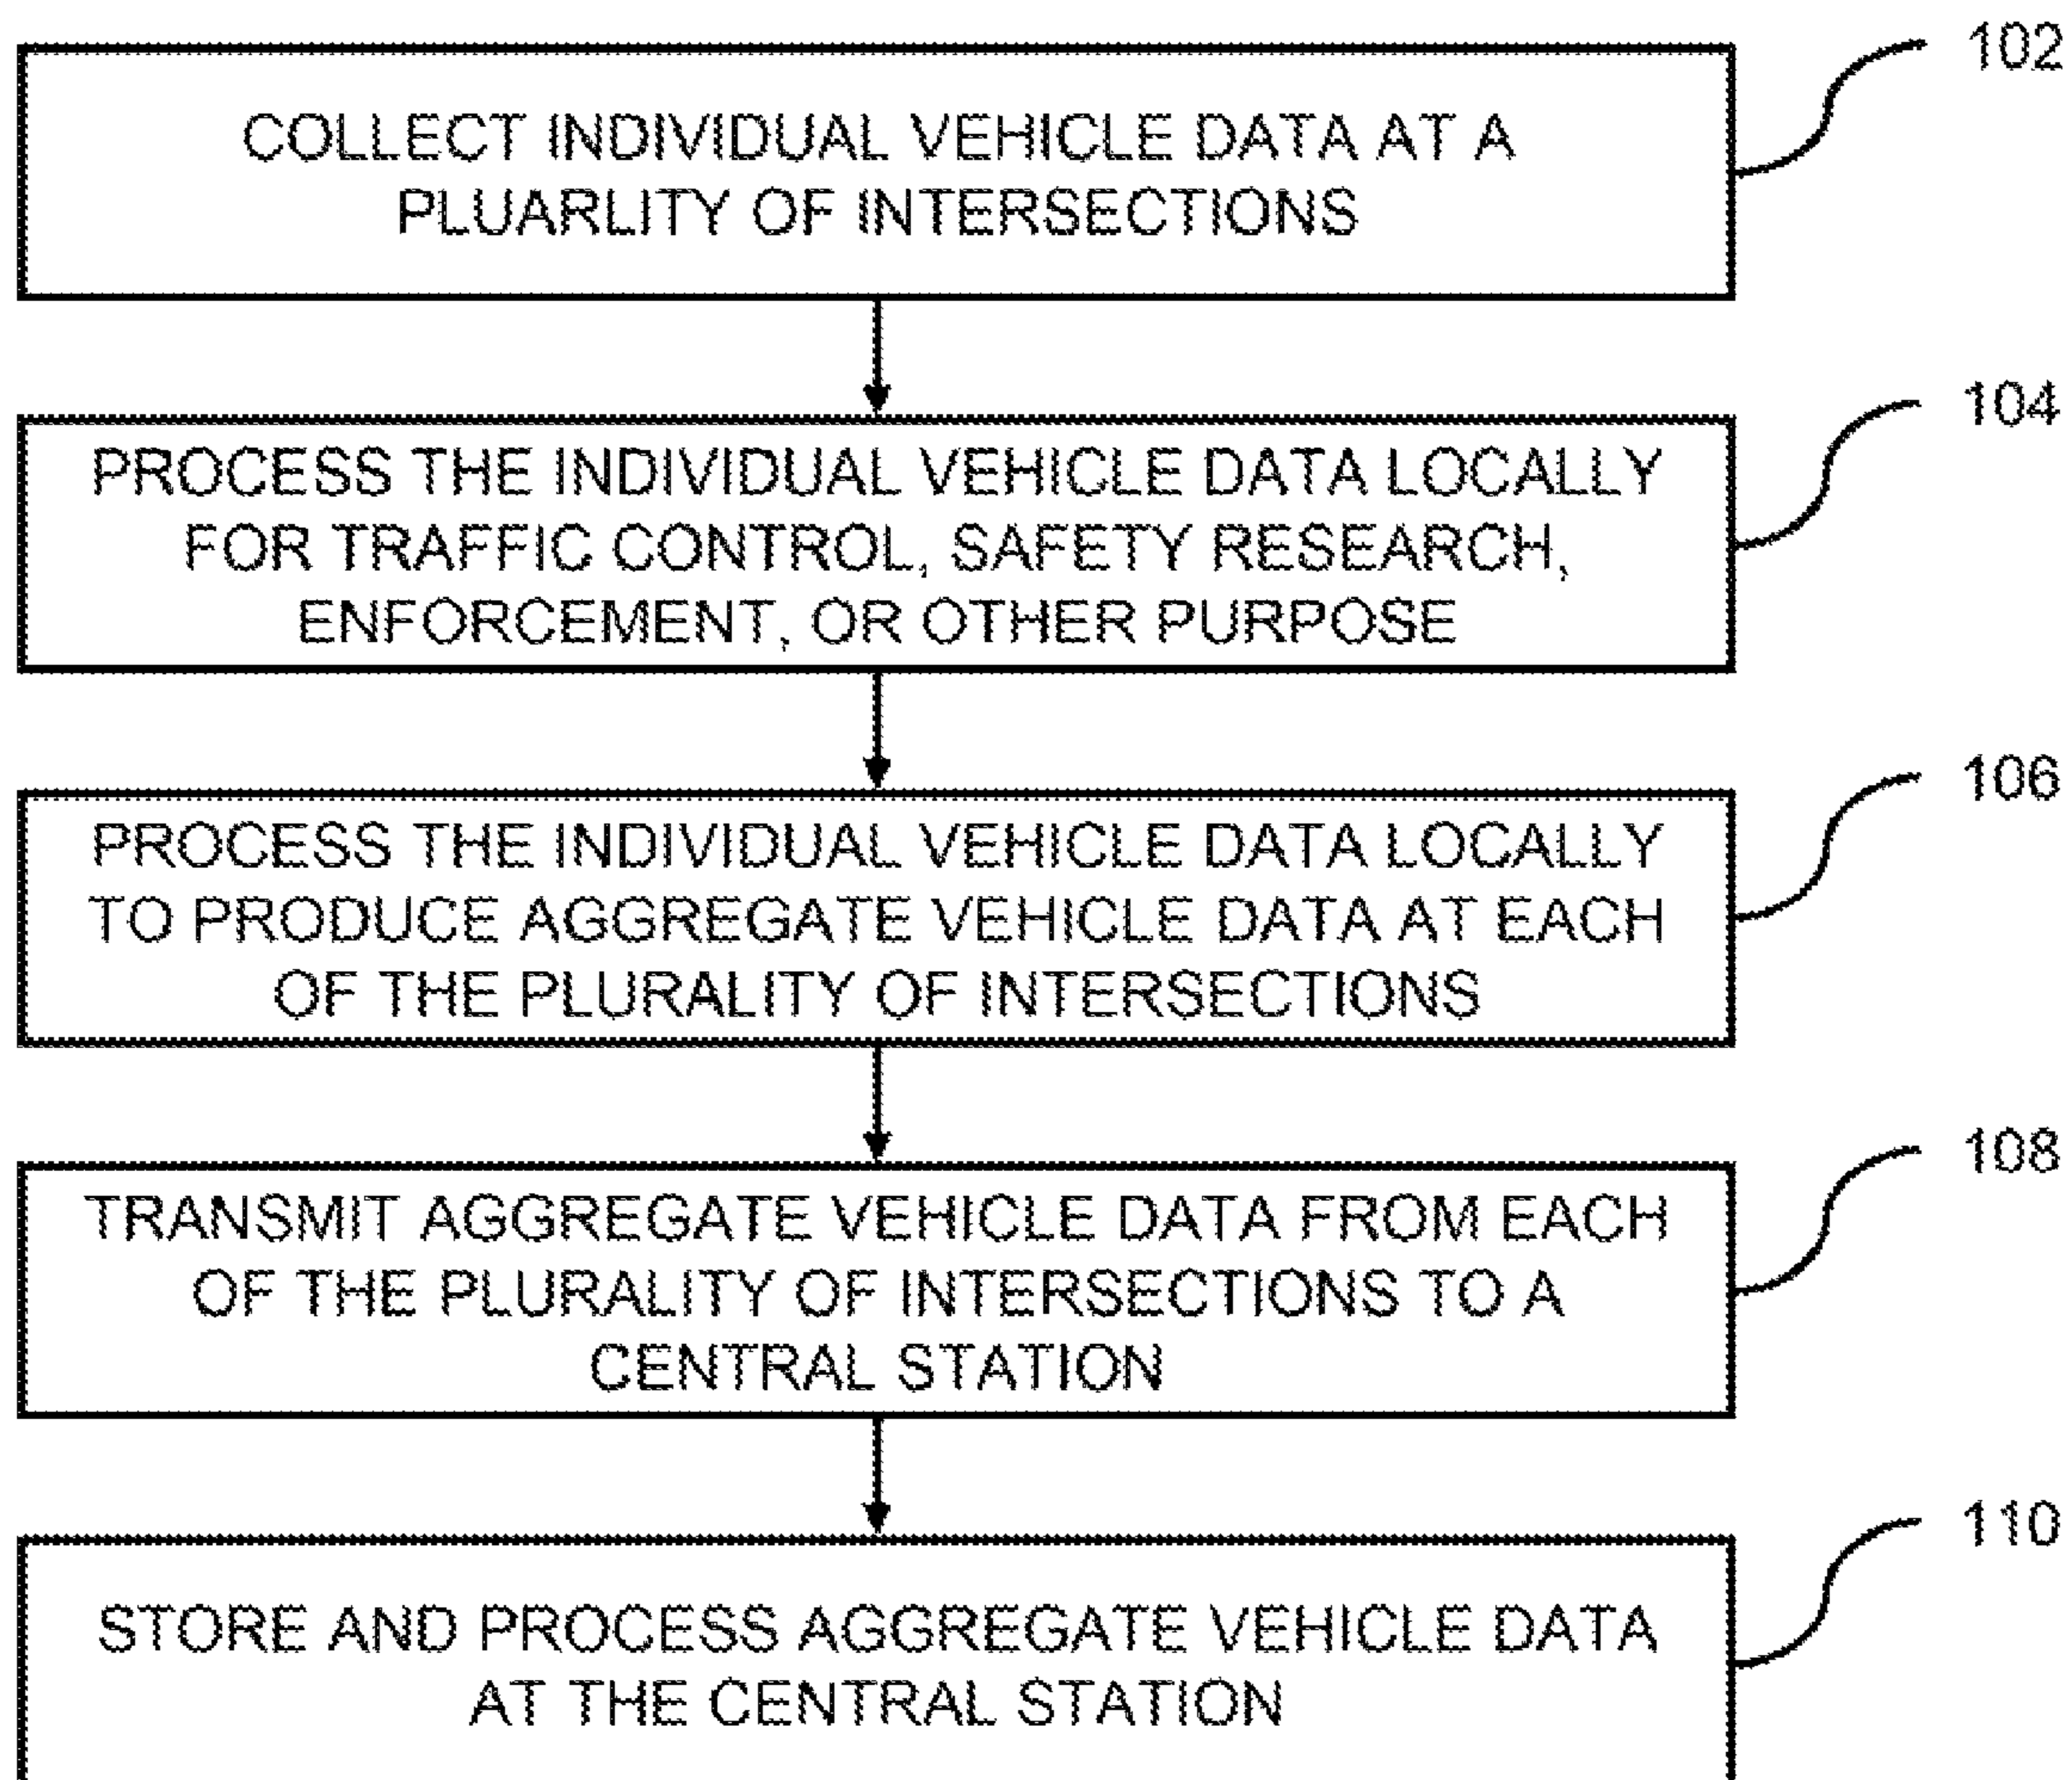 102
COLLECT INDIVIDUAL VEHICLE DATA AT A
PLUARLITY OF INTERSECTIONS
104
PROCESS THE INDIVIDUAL VEHICLE DATA LOCALLY
FOR TRAFFIC CONTROL, SAFETY RESEARCH,
ENFORCEMENT, OR OTHER PURPOSE
106
PROCESS THE INDIVIDUAL VEHICLE DATA LOCALLY
TO PRODUCE AGGREGATE VEHICLE DATA AT EACH
OF THE PLURALITY OF INTERSECTIONS
108
TRANSMIT AGGREGATE VEHICLE DATA FROM EACH
OF THE PLURALITY OF INTERSECTIONS TO A
CENTRAL STATION
110
STORE AND PROCESS AGGREGATE VEHICLE DATA
AT THE CENTRAL STATION